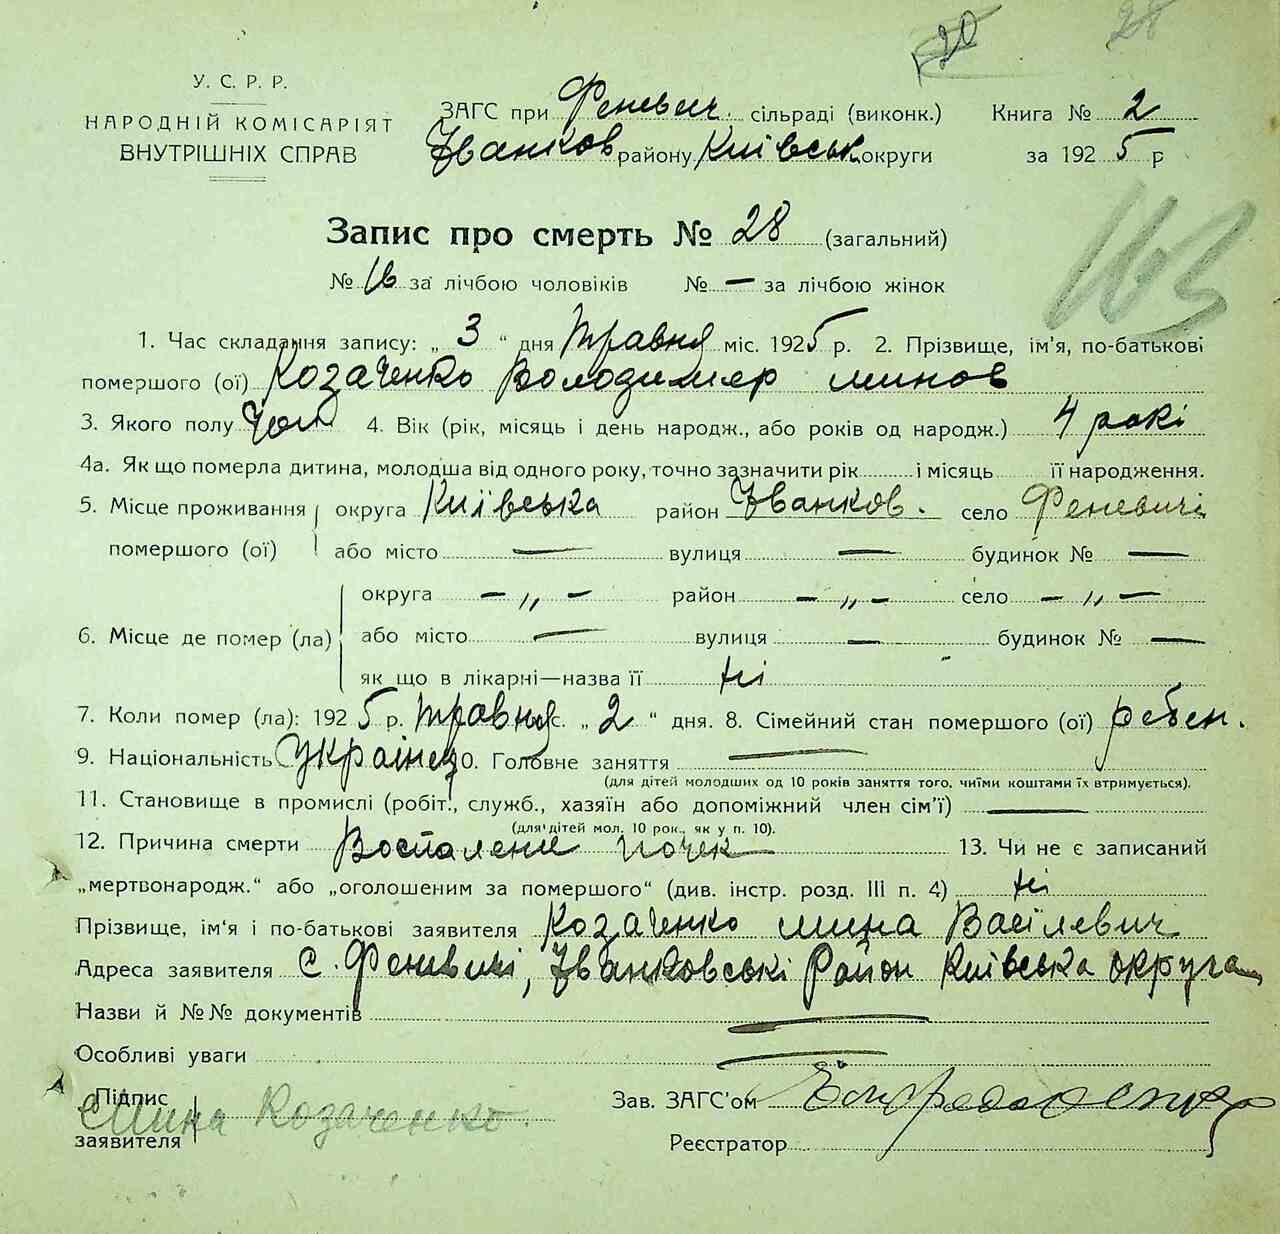 20 28
У. С. Р. Р.
НАРОДНІЙ КОМІСАРІЯТ
ВНУТРІШНІХ СПРАВ
ЗАГС при Феневич. сільраді (виконк.) Книга № 2
Іванков району, Київськ округи за 1925 р
Запис про смерть № 28 (загальний)
№ 16 за лічбою чоловіків № — за лічбою жінок
163
1. Час складання запису: „ 3 “ дня Травня міс. 1925 р. 2. Прізвище, ім'я, по-батькові
помершого (ої) Козаченко Володимер Минов
3. Якого полу Чол 4. Вік (рік, місяць і день народж., або років од народж.) 4 рокі
4а. Як що померла дитина, молодша від одного року, точно зазначити рік і місяць її народження.
5. Місце проживання округа Київська район Іванков. село Феневичі
помершого (ої) або місто — вулиця — будинок № —
округа – „ – район – „ – село – „ –
6. Місце де помер (ла) або місто — вулиця — будинок № —
як що в лікарні—назва її ні
7. Коли помер (ла): 1925 р. Травня с. „ 2 “ дня. 8. Сімейний стан помершого (ої) ребен.
9. Національність Украінец 10. Головне заняття —
(для дітей молодших од 10 років заняття того, чиїми коштами їх втримується).
11. Становище в промислі (робіт., служб., хазяїн або допоміжний член сім'ї) —
(для дітей мол. 10 рок., як у п. 10).
12. Причина смерти Воспалени почек 13. Чи не є записаний
„мертвонародж.“ або „оголошеним за помершого“ (див. інстр. розд. III п. 4) ні
Прізвище, ім'я і по-батькові заявителя Козаченко Мина Васілевич
Адреса заявителя с. Феневичі, Іванковські Район Київська округа
Назви й №№ документів —
Особливі уваги —
Підпис Мина Козаченко. Зав. ЗАГС'ом
заявителя Реєстратор